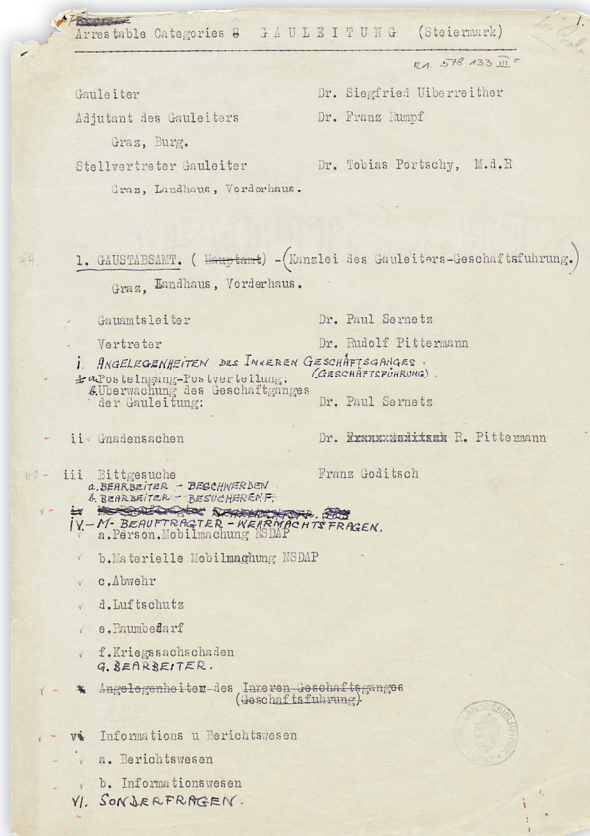 Arrestable Categories 8 GAULEITUNG (Steiermark)
1.
RA. 578 133 III
Gauleiter Dr. Siegfried Uiberreither
Adjutant des Gauleiters Dr. Franz Rumpf
Graz, Burg.
Stellvertreter Gauleiter Dr. Tobias Portschy, M.d.R
Graz, Landhaus, Vorderhaus.
1. GAUSTABSAMT. ( Hauptamt) -(Kanzlei des Gauleiters-Geschaftsfuhrung.)
Graz, Landhaus, Vorderhaus.
Gauamtsleiter Dr. Paul Sernetz
Vertreter Dr. Rudolf Pittermann
i. ANGELEGENHEITEN DES INNEREN GESCHÄFTSGANGES.
(GESCHÄFTSFÜHRUNG).
a Posteingang-Postverteilung.
b.Uberwachung des Geschaftganges
der Gauleitung: Dr. Paul Sernetz
ii Gnadensachen Dr. R. Pittermann
iii Bittgesuche Franz Goditsch
a. BEARBEITER - BESCHWERDEN
b. BEARBEITER - BESUCHEREMPF.
IV.- M- BEAUFTRAGTER - WEHRMACHTSFRAGEN.
a.Person.Mobilmachung NSDAP
b.Materielle Mobilmachung NSDAP
c.Abwehr
d.Luftschutz
e.Raumbedarf
f.Kriegssachschaden
G. BEARBEITER.
Angelegenheiten des Inneren Geschaftsganges
(Geschaftsfuhrung).
v Informations u Berichtswesen
a. Berichtswesen
b. Informationswesen
VI. SONDERFRAGEN.